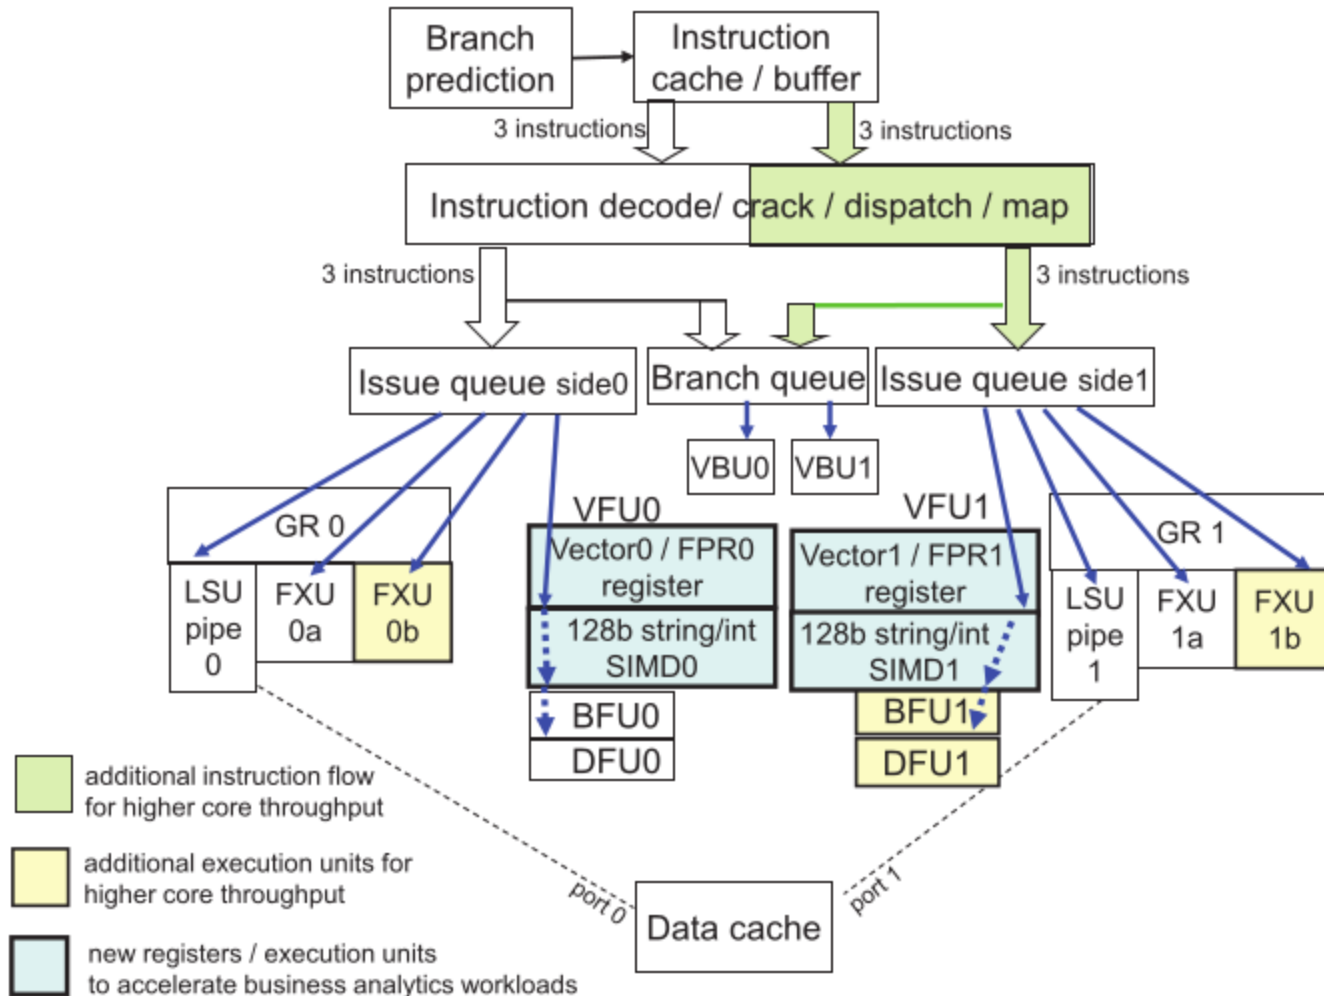 Branch
prediction
Instruction
cache / buffer
3 instructions
3 instructions
Instruction decode/ crack / dispatch / map
3 instructions
3 instructions
Issue queue side0
Branch queue
Issue queue side1
VBU0
VBU1
GR 0
LSU
pipe
0
FXU
0a
FXU
0b
VFU0
Vector0 / FPR0
register
128b string/int
SIMD0
BFU0
DFU0
VFU1
Vector1 / FPR1
register
128b string/int
SIMD1
BFU1
DFU1
GR 1
LSU
pipe
1
FXU
1a
FXU
1b
additional instruction flow
for higher core throughput
additional execution units for
higher core throughput
new registers / execution units
to accelerate business analytics workloads
port 0
Data cache
port 1